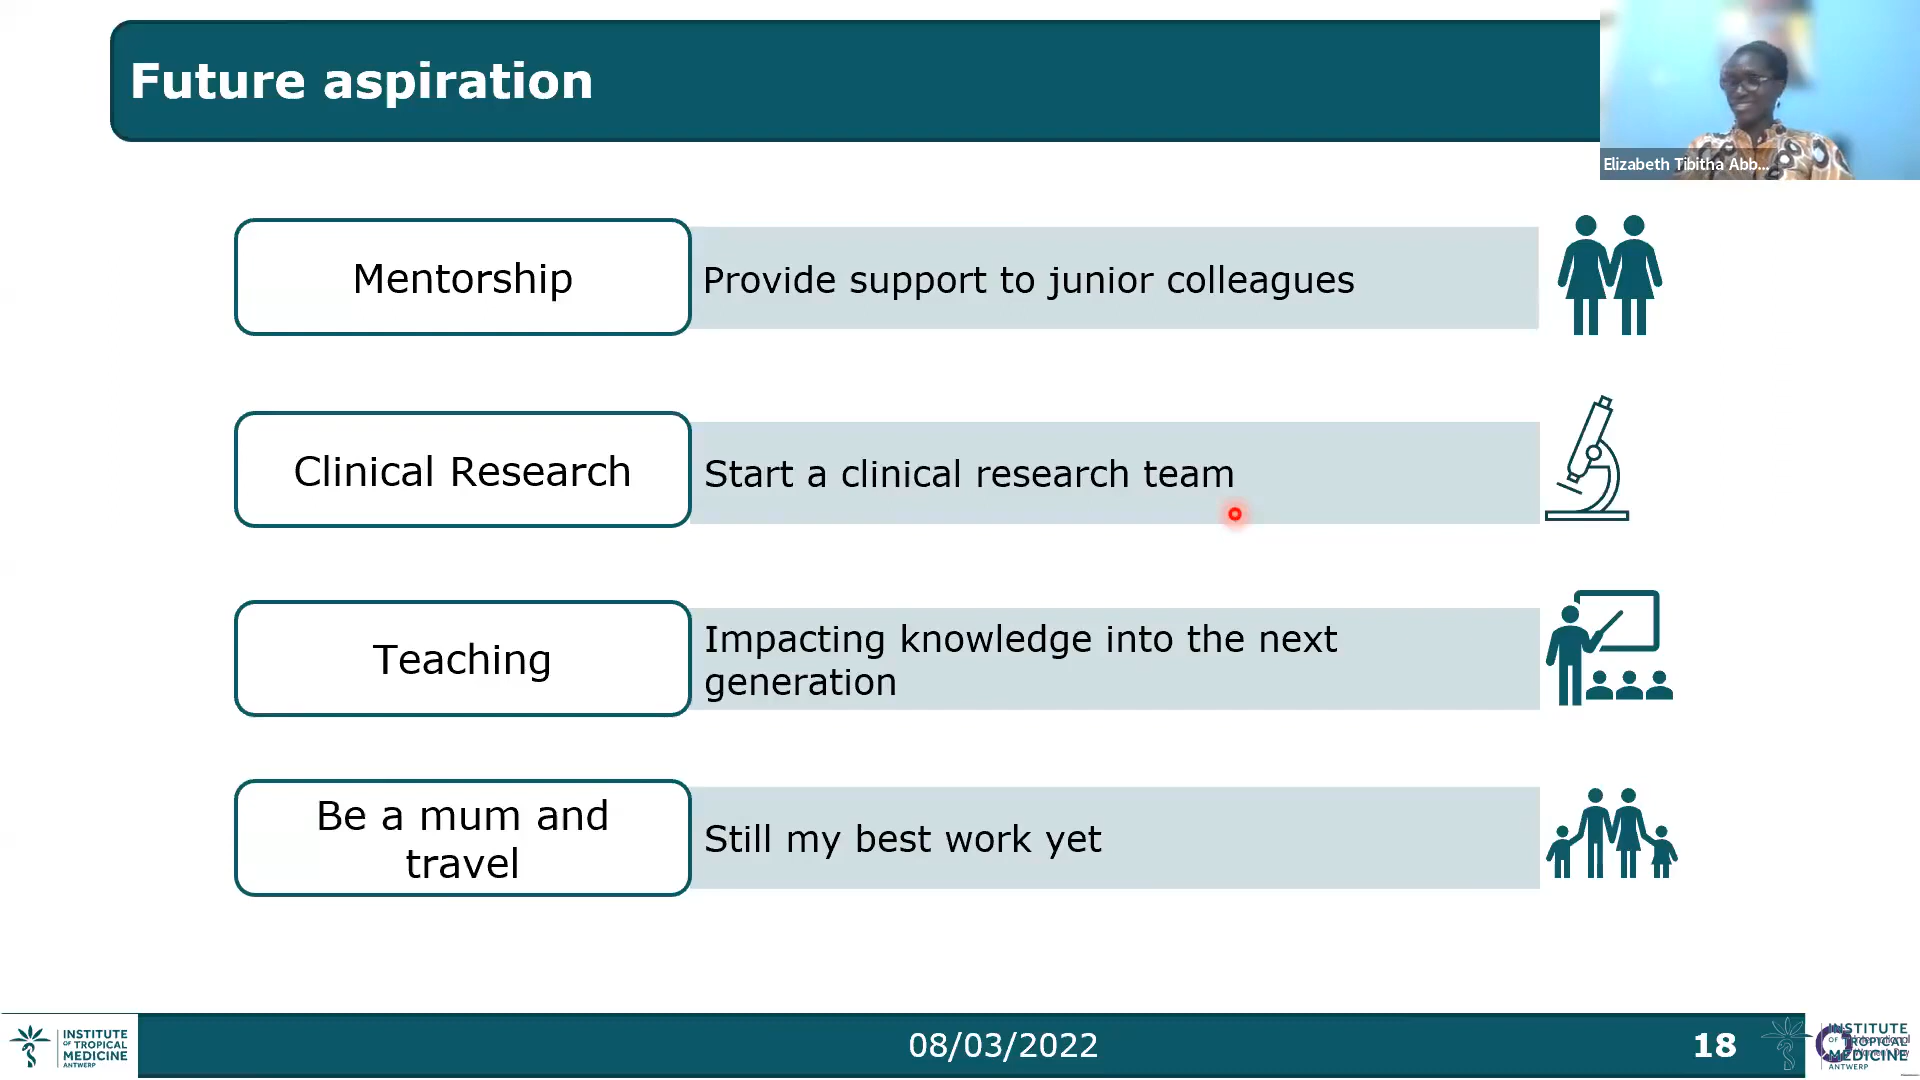 Future aspiration
Elizabeth Tibitha Abb...
Mentorship
Provide support to junior colleagues
Clinical Research
Start a clinical research team
Teaching
Impacting knowledge into the next
generation
Be a mum and
travel
Still my best work yet
INSTITUTE
OF TROPICAL
MEDICINE
ANTWERP
08/03/2022
18
INSTITUTE
OF TROPICAL
MEDICINE
ANTWERP